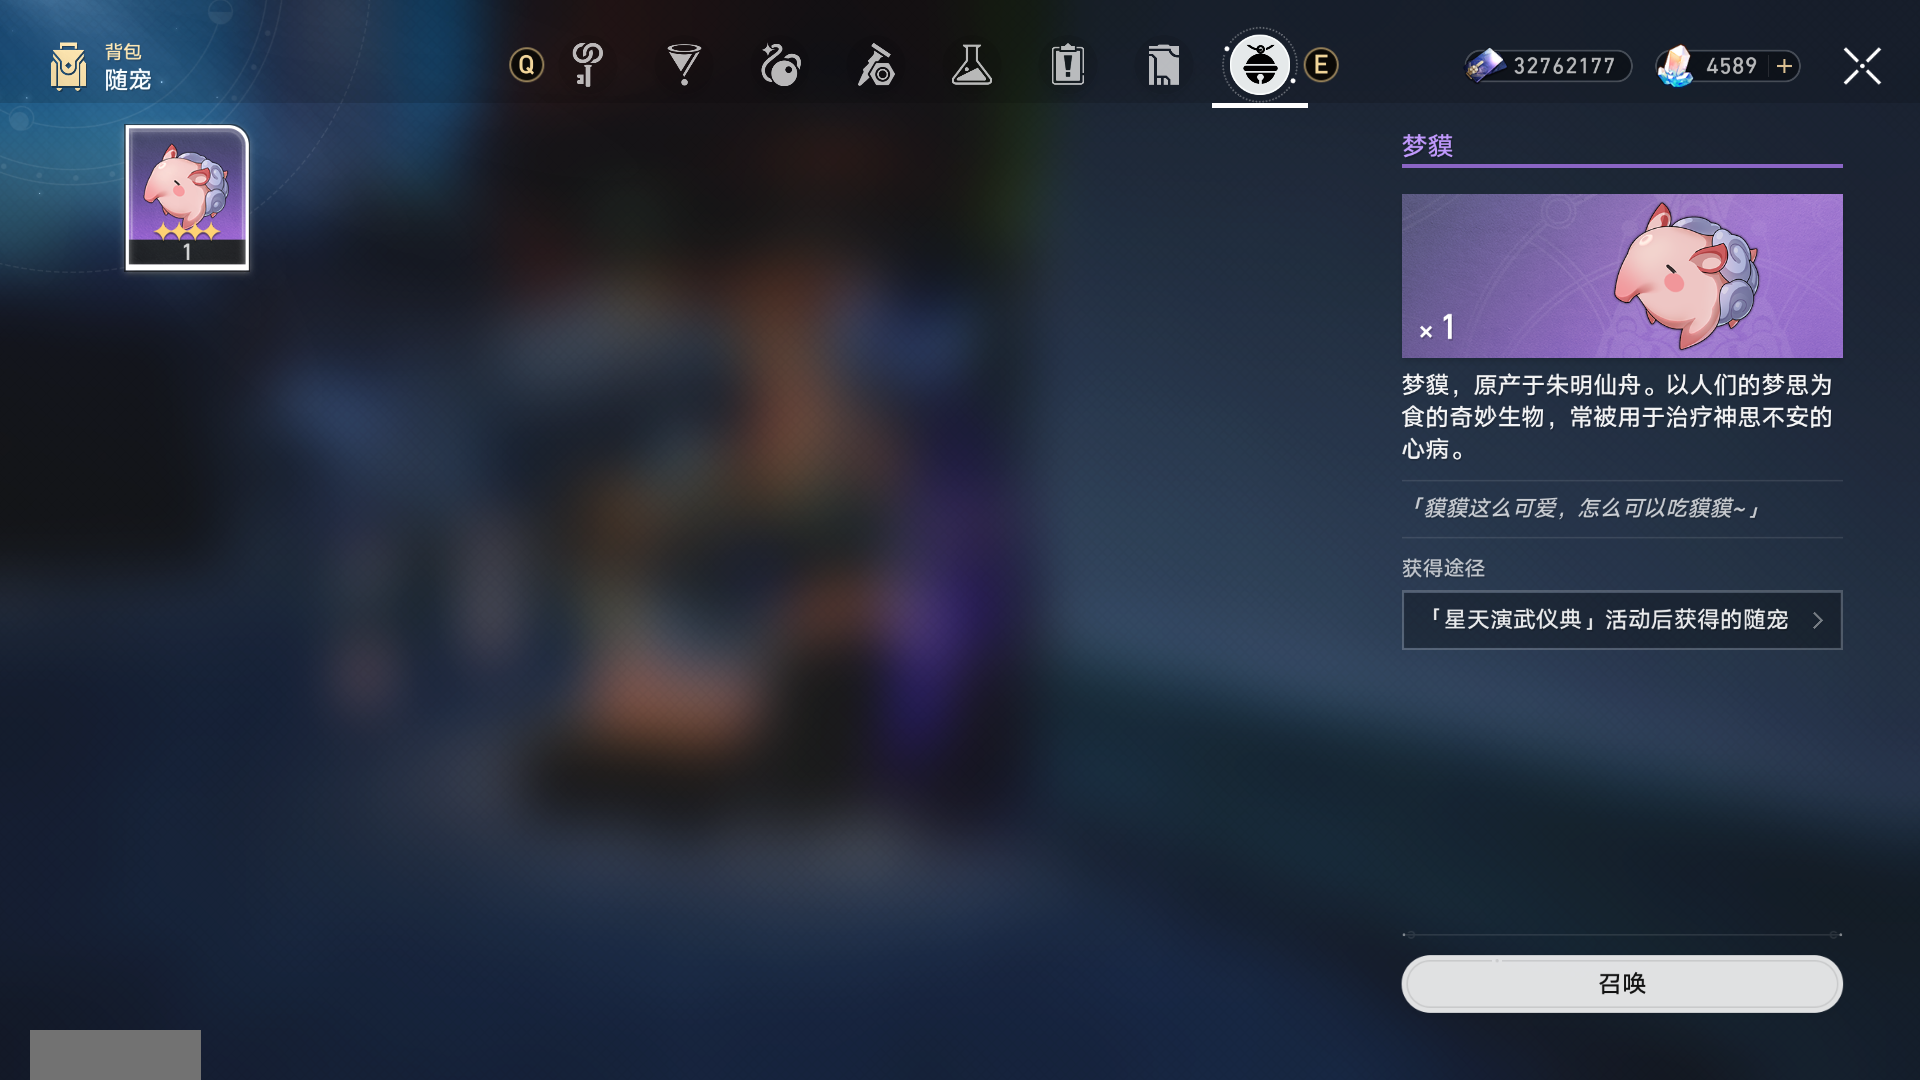 背包
随宠
Q
E
32762177
4589
1
梦貘
× 1
梦貘，原产于朱明仙舟。以人们的梦思为
食的奇妙生物，常被用于治疗神思不安的
心病。
「貘貘这么可爱，怎么可以吃貘貘~」
获得途径
「星天演武仪典」活动后获得的随宠
召唤